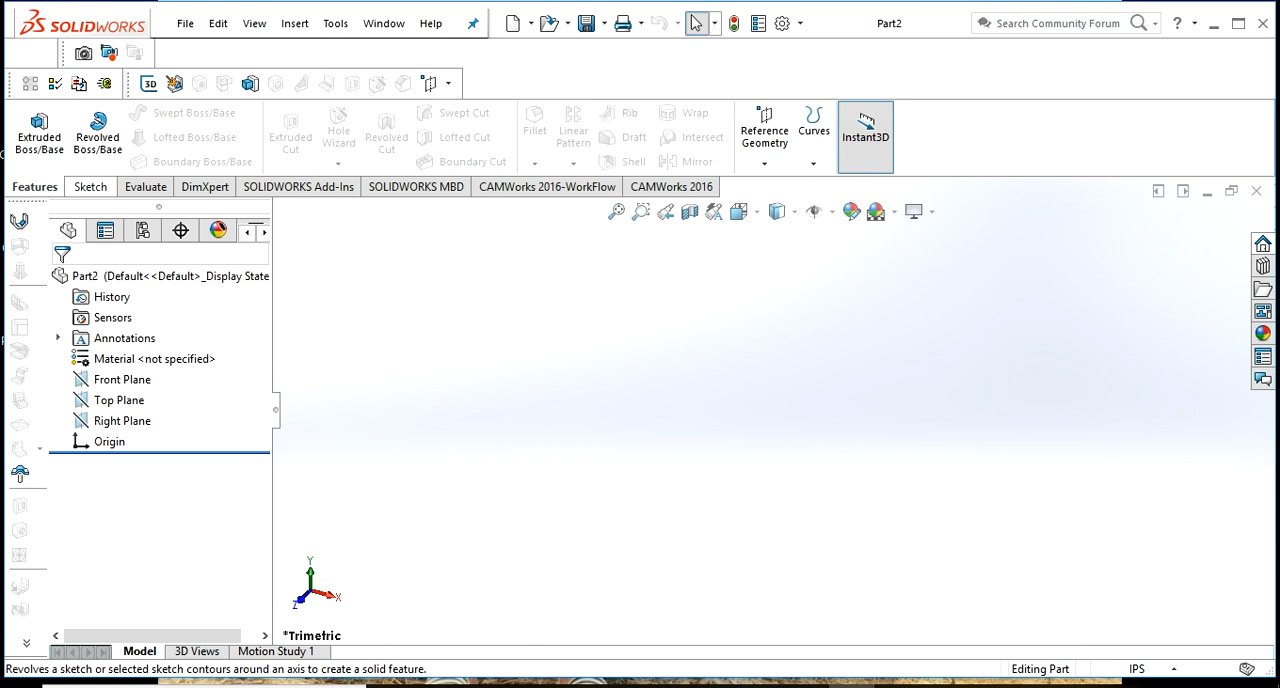 SOLIDWORKS File Edit View Insert Tools Window Help Part2 Search Community Forum ?
3D
Extruded Boss/Base
Revolved Boss/Base
Swept Boss/Base
Lofted Boss/Base
Boundary Boss/Base
Extruded Cut
Hole Wizard
Revolved Cut
Swept Cut
Lofted Cut
Boundary Cut
Fillet
Linear Pattern
Rib
Draft
Shell
Wrap
Intersect
Mirror
Reference Geometry
Curves
Instant3D
Features Sketch Evaluate DimXpert SOLIDWORKS Add-Ins SOLIDWORKS MBD CAMWorks 2016-WorkFlow CAMWorks 2016
Part2 (Default<<Default>_Display State
History
Sensors
A Annotations
Material <not specified>
Front Plane
Top Plane
Right Plane
Origin
Y
X
Z
*Trimetric
Model 3D Views Motion Study 1
Revolves a sketch or selected sketch contours around an axis to create a solid feature. Editing Part IPS